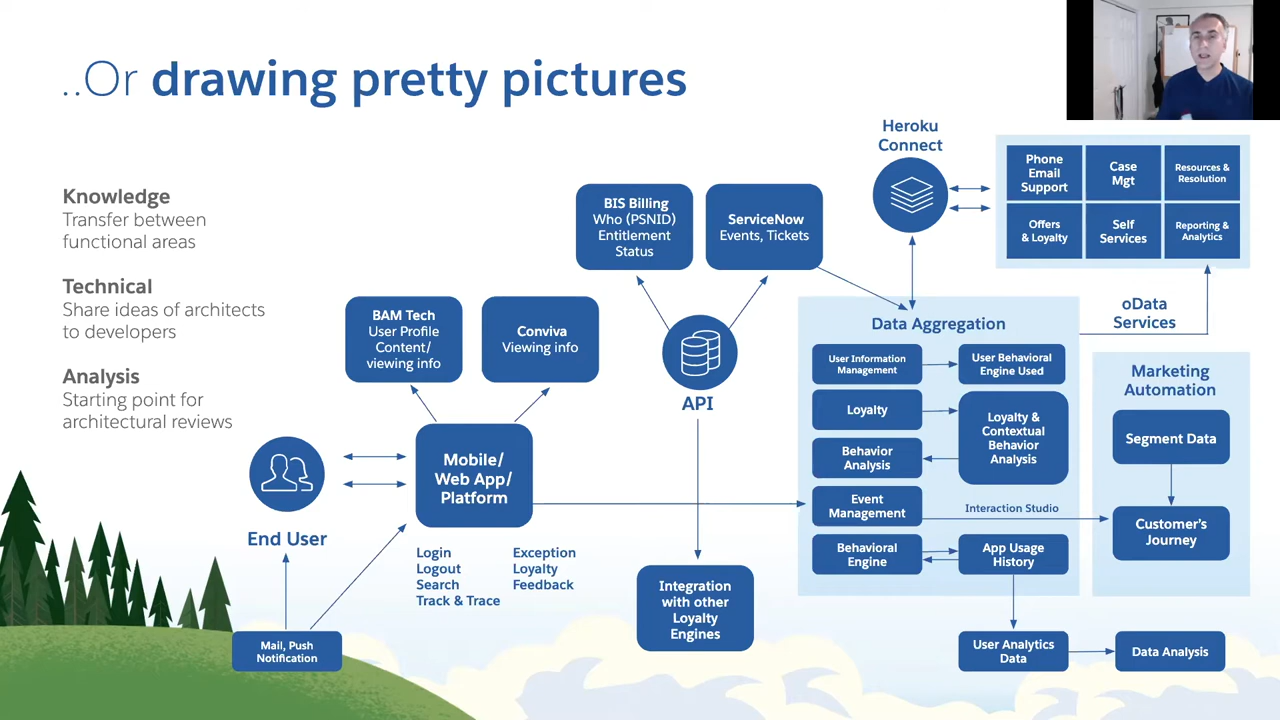 ..Or drawing pretty pictures
Knowledge
Transfer between
functional areas
Technical
Share ideas of architects
to developers
Analysis
Starting point for
architectural reviews
End User
Mail, Push
Notification
BAM Tech
User Profile
Content/
viewing info
Conviva
Viewing info
Mobile/
Web App/
Platform
Login
Logout
Search
Track & Trace
Exception
Loyalty
Feedback
BIS Billing
Who (PSNID)
Entitlement
Status
ServiceNow
Events, Tickets
API
Integration
with other
Loyalty
Engines
Heroku
Connect
Phone
Email
Support
Case
Mgt
Resources &
Resolution
Offers
& Loyalty
Self
Services
Reporting &
Analytics
oData
Services
Data Aggregation
User Information
Management
User Behavioral
Engine Used
Loyalty
Loyalty &
Contextual
Behavior
Analysis
Behavior
Analysis
Event
Management
Interaction Studio
Behavioral
Engine
App Usage
History
Marketing
Automation
Segment Data
Customer's
Journey
User Analytics
Data
Data Analysis